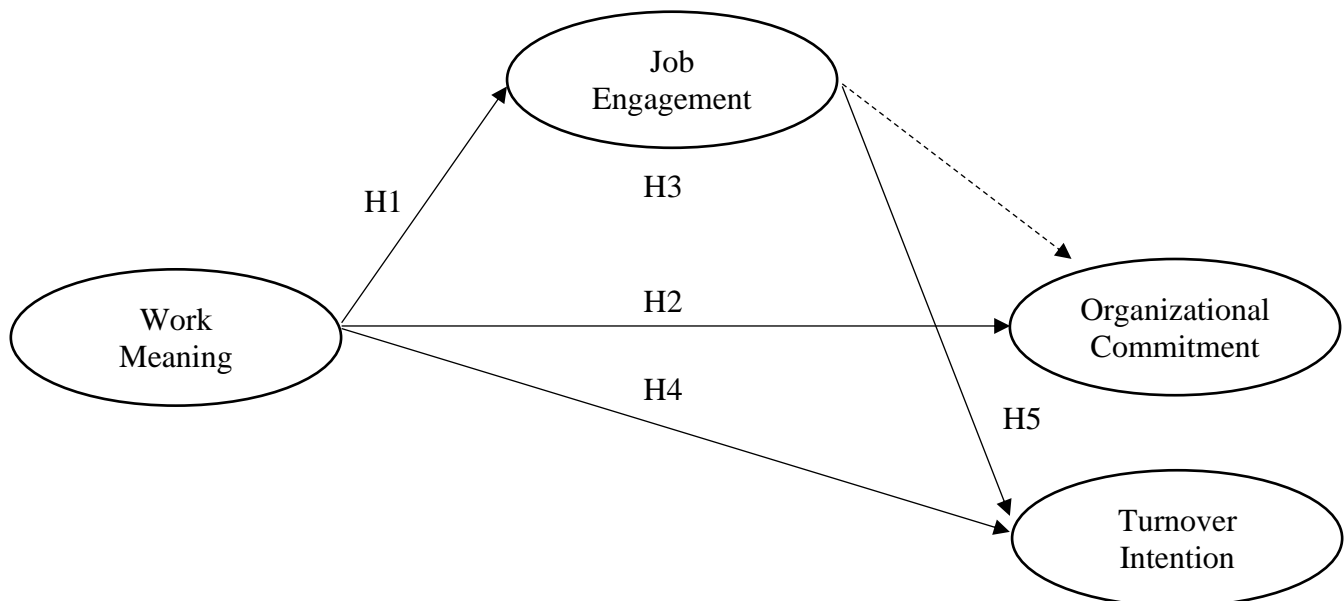 Job
Engagement
H1
H3
Work
Meaning
H2
Organizational
Commitment
H4
H5
Turnover
Intention